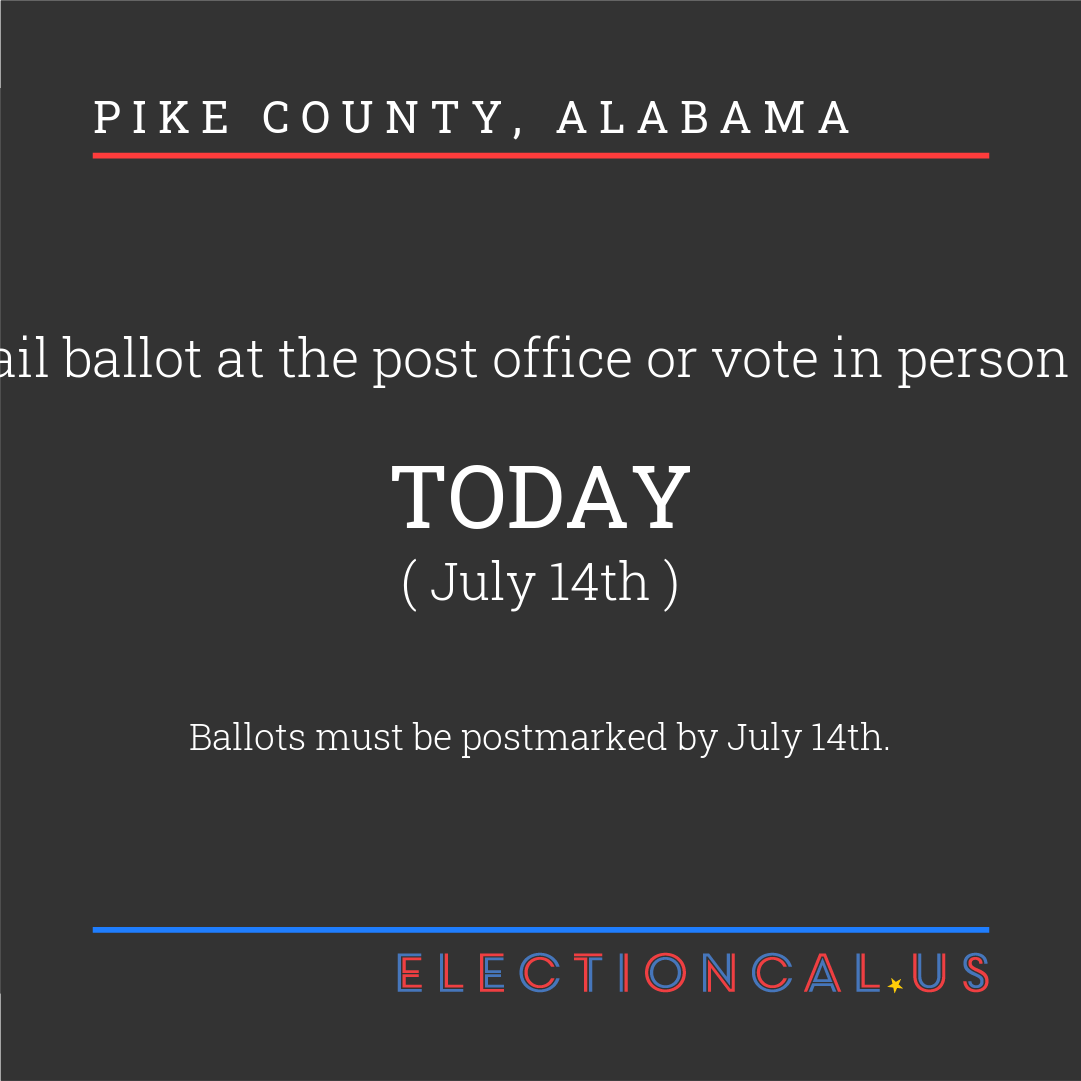 PIKE COUNTY, ALABAMA
ail ballot at the post office or vote in person
TODAY
( July 14th )
Ballots must be postmarked by July 14th.
ELECTIONCAL.US